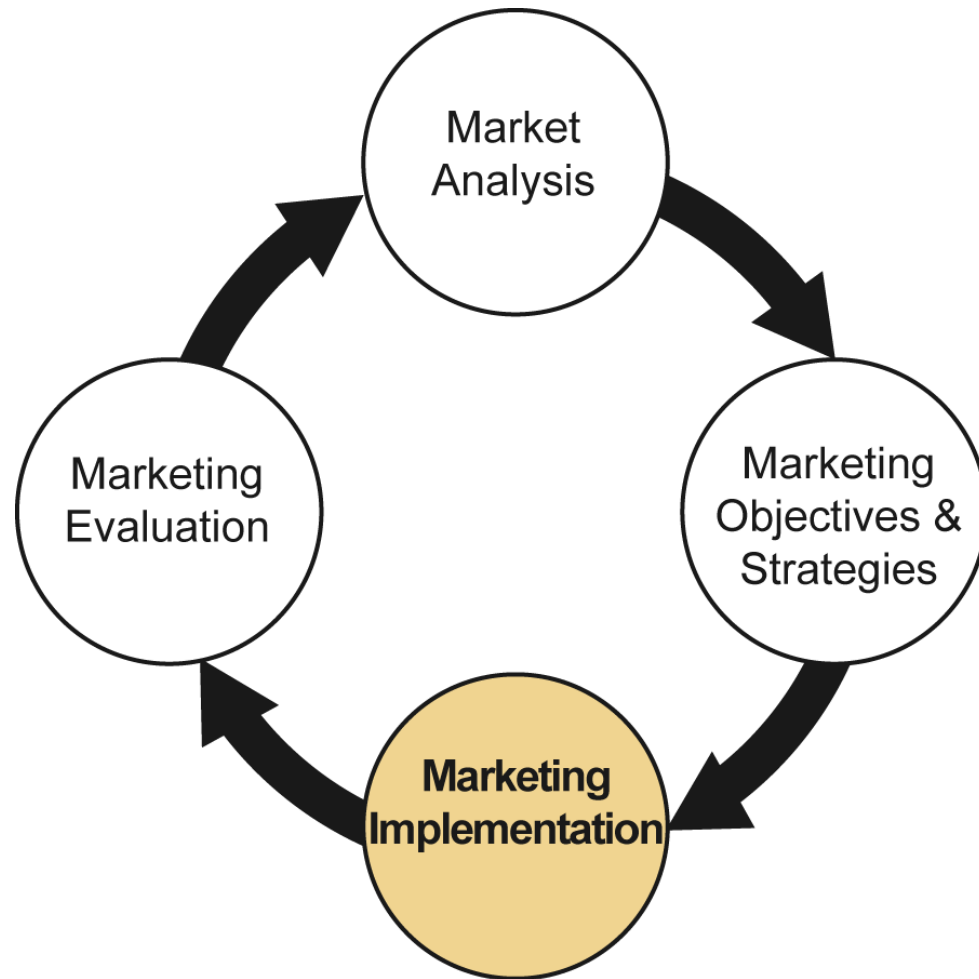 Market
Analysis
Marketing
Objectives &
Strategies
Marketing
Implementation
Marketing
Evaluation